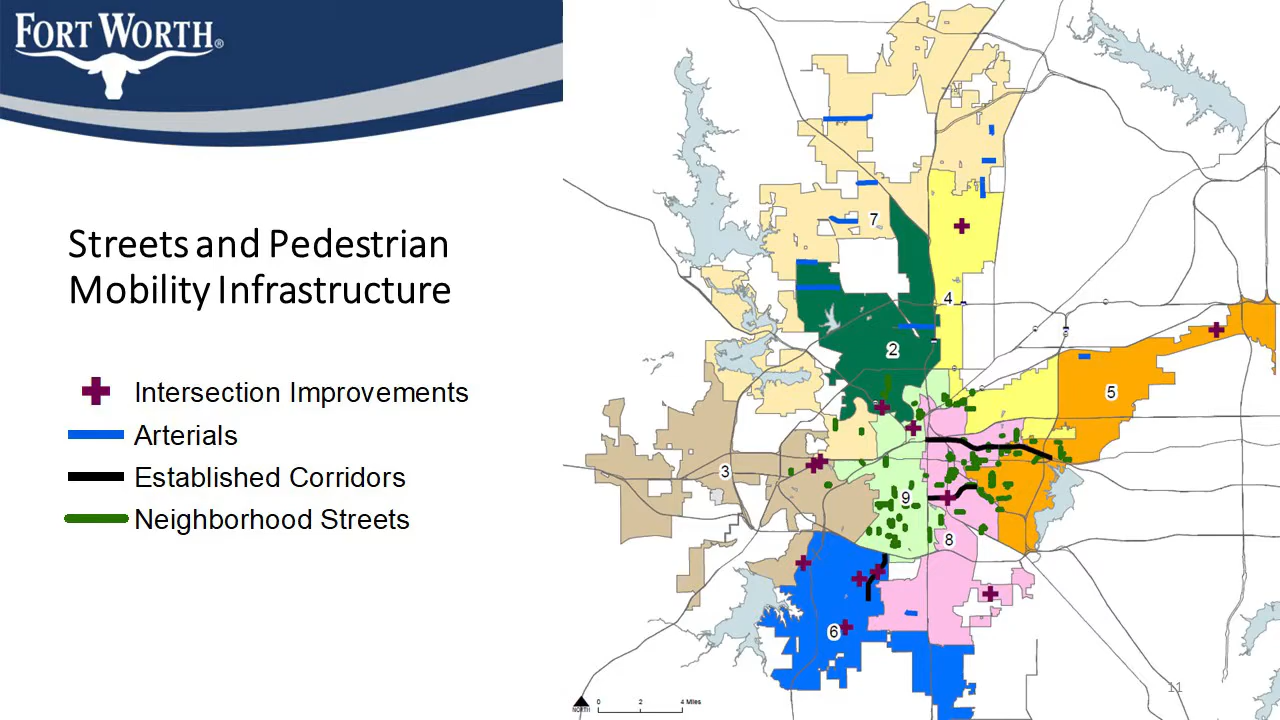 FORT WORTH®
Streets and Pedestrian
Mobility Infrastructure
Intersection Improvements
Arterials
Established Corridors
Neighborhood Streets
7
4
2
5
3
9
8
6
NORTH
0 2 4 Miles
11